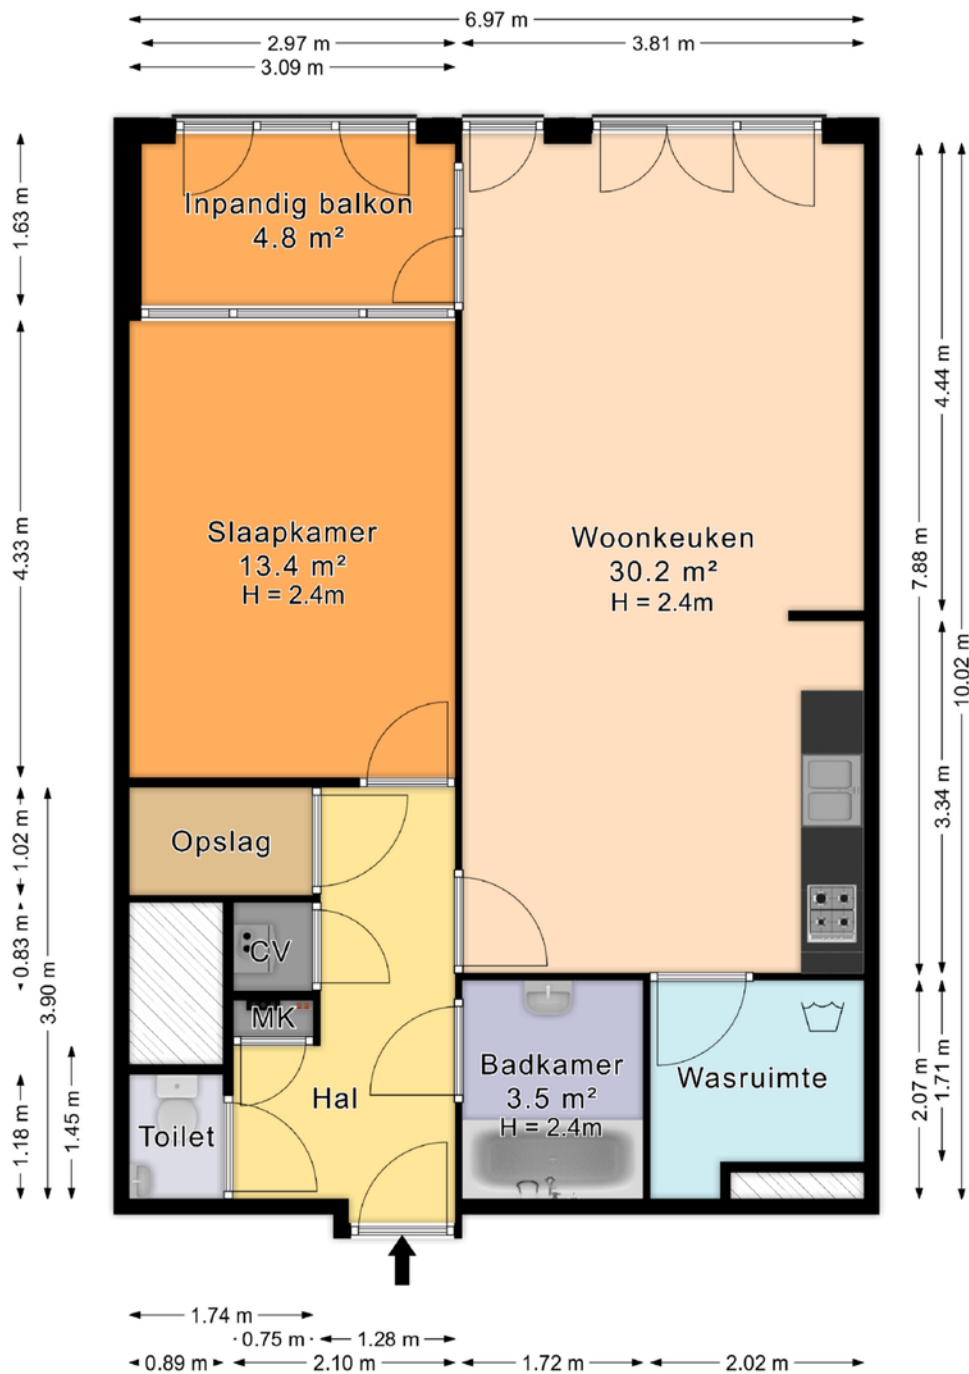 6.97 m
2.97 m
3.81 m
3.09 m
1.63 m
Inpandig balkon
4.8 m²
4.44 m
4.33 m
Slaapkamer
13.4 m²
H = 2.4m
Woonkeuken
30.2 m²
H = 2.4m
7.88 m
10.02 m
1.02 m
Opslag
3.34 m
0.83 m
CV
3.90 m
MK
1.45 m
Hal
1.18 m
Toilet
Badkamer
3.5 m²
H = 2.4m
Wasruimte
2.07 m
1.71 m
1.74 m
0.75 m
1.28 m
0.89 m
2.10 m
1.72 m
2.02 m